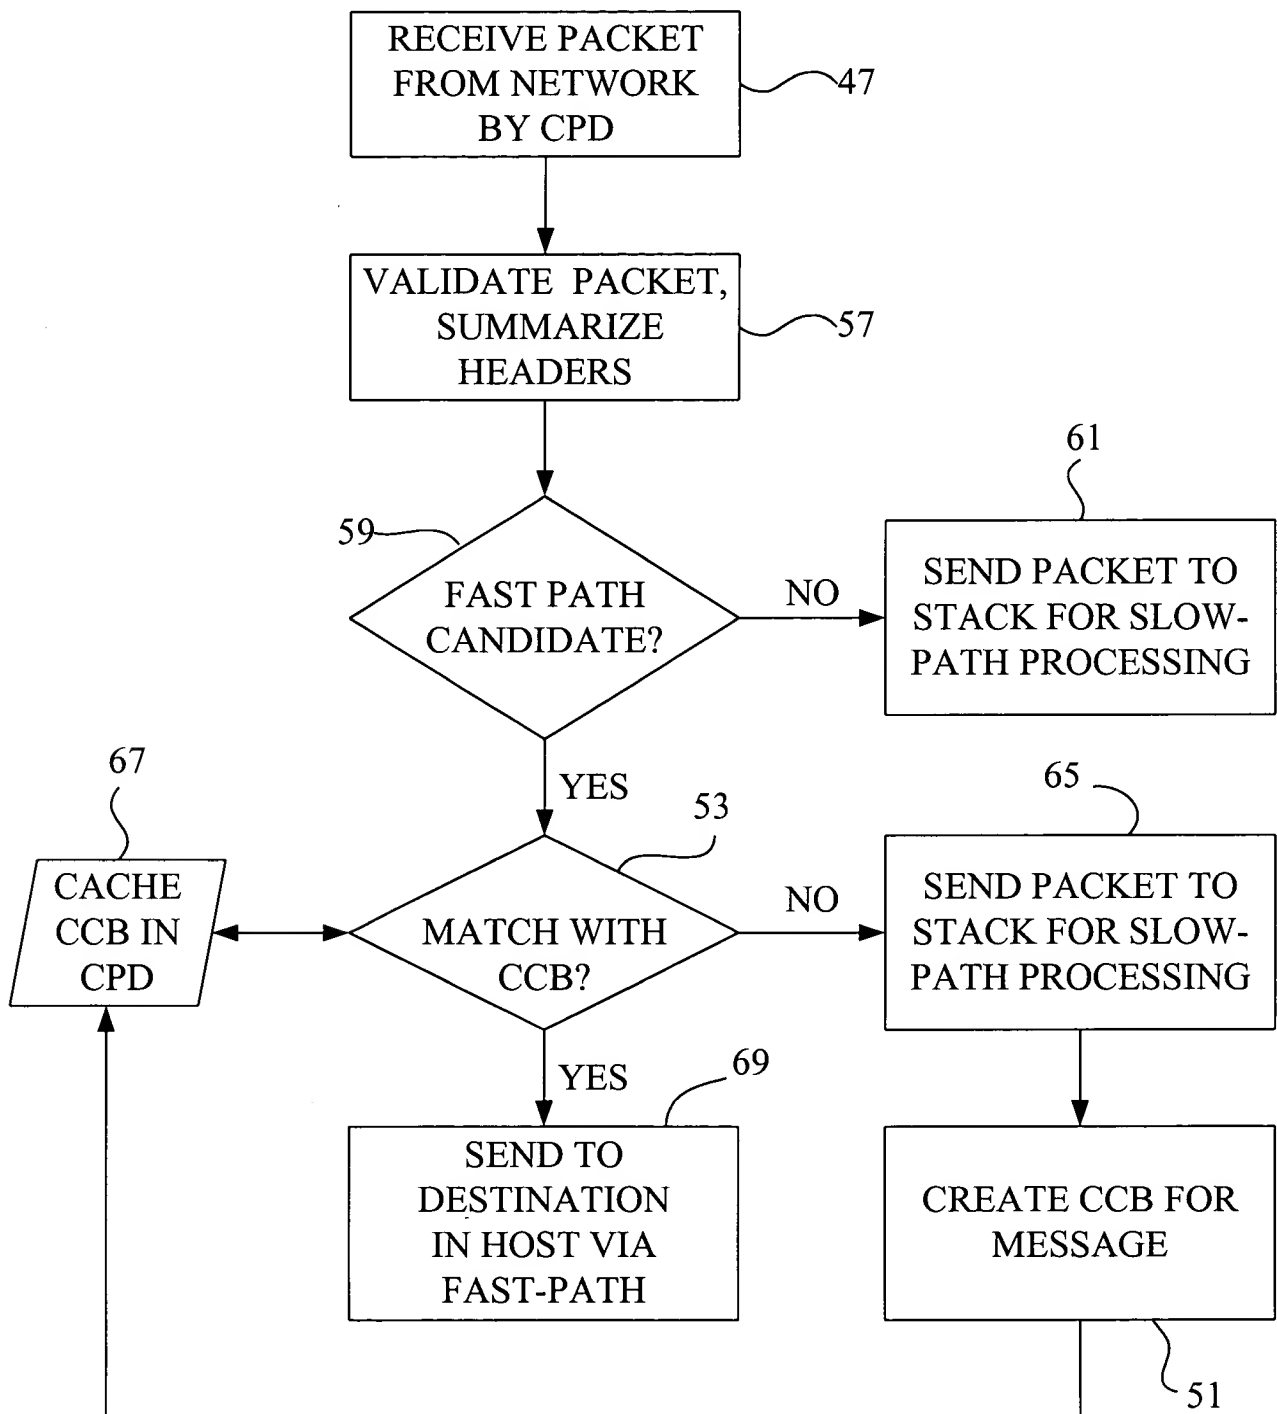 RECEIVE PACKET
FROM NETWORK
BY CPD
47
VALIDATE PACKET,
SUMMARIZE
HEADERS
57
61
59
FAST PATH
CANDIDATE?
NO
SEND PACKET TO
STACK FOR SLOW-
PATH PROCESSING
YES
67
53
65
CACHE
CCB IN
CPD
MATCH WITH
CCB?
NO
SEND PACKET TO
STACK FOR SLOW-
PATH PROCESSING
YES
69
SEND TO
DESTINATION
IN HOST VIA
FAST-PATH
CREATE CCB FOR
MESSAGE
51